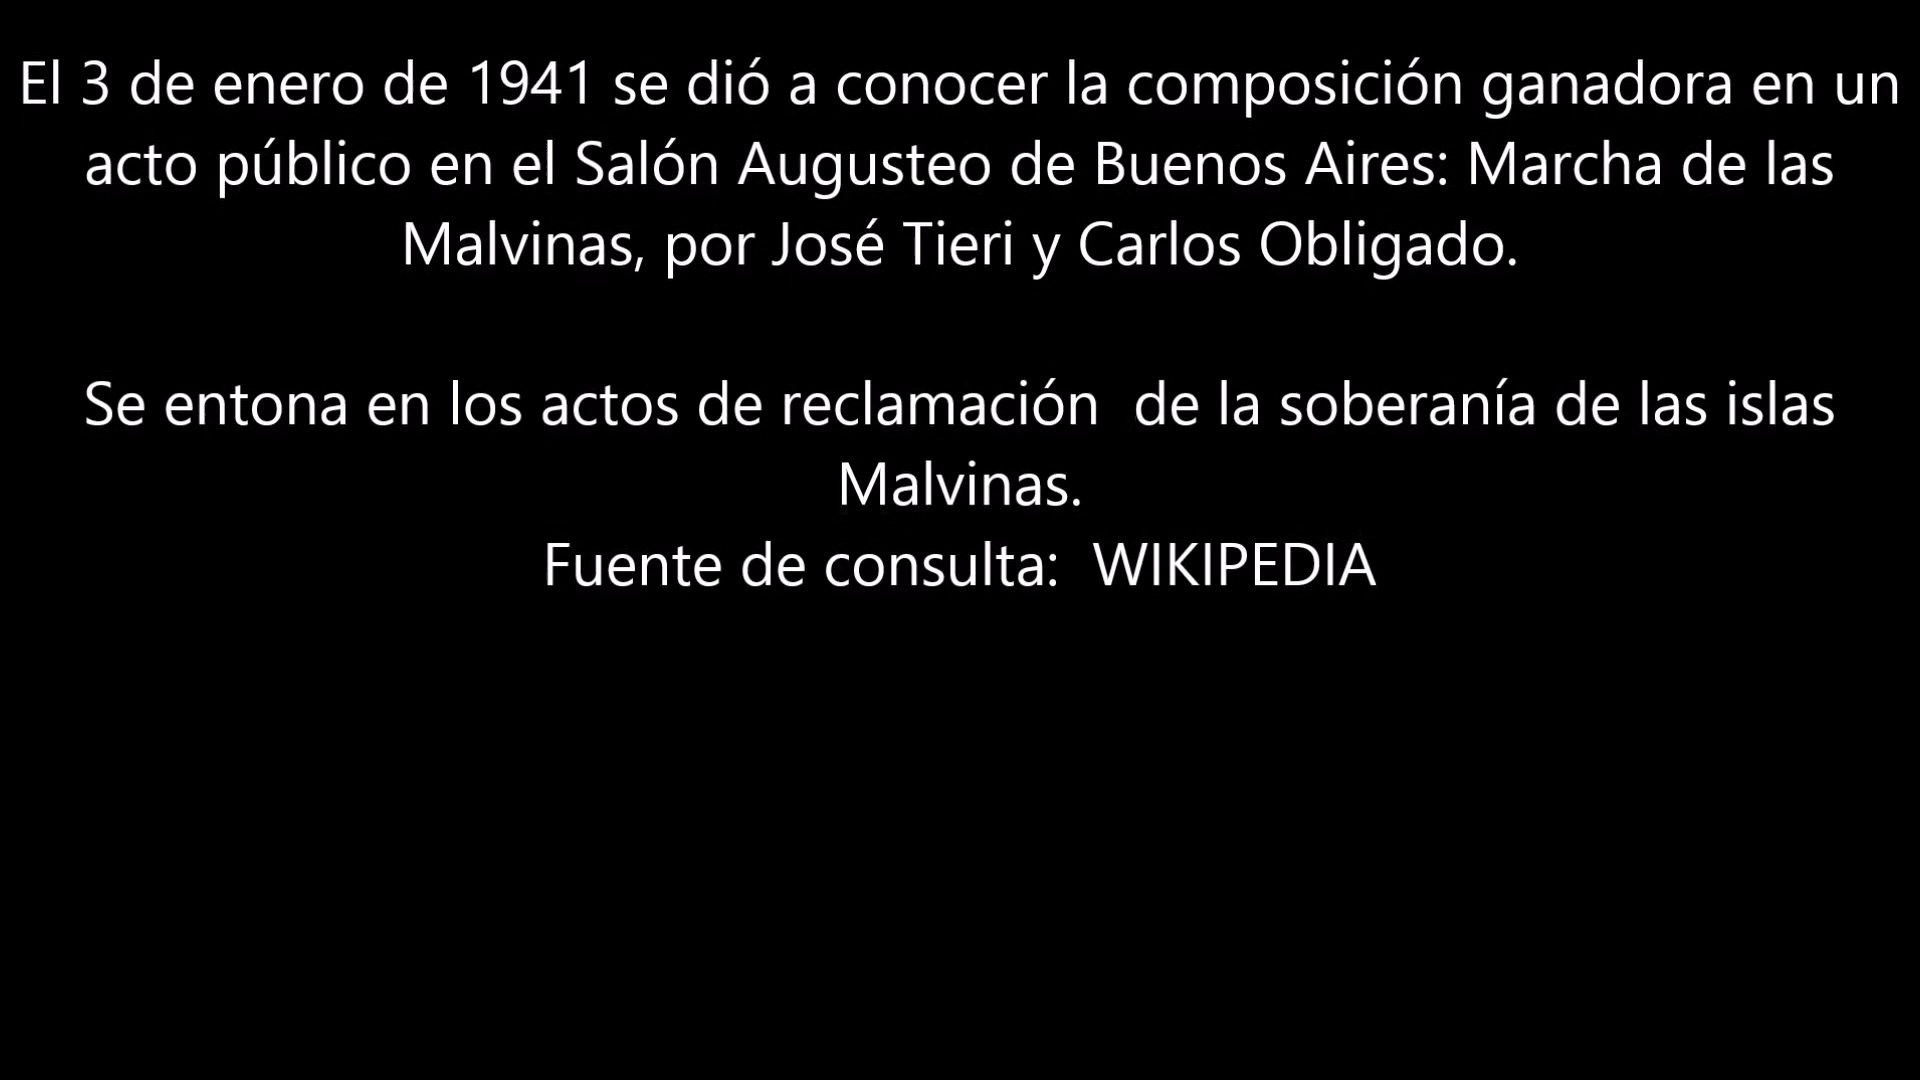 El 3 de enero de 1941 se dió a conocer la composición ganadora en un
acto público en el Salón Augusteo de Buenos Aires: Marcha de las
Malvinas, por José Tieri y Carlos Obligado.
Se entona en los actos de reclamación  de la soberanía de las islas
Malvinas.
Fuente de consulta:  WIKIPEDIA